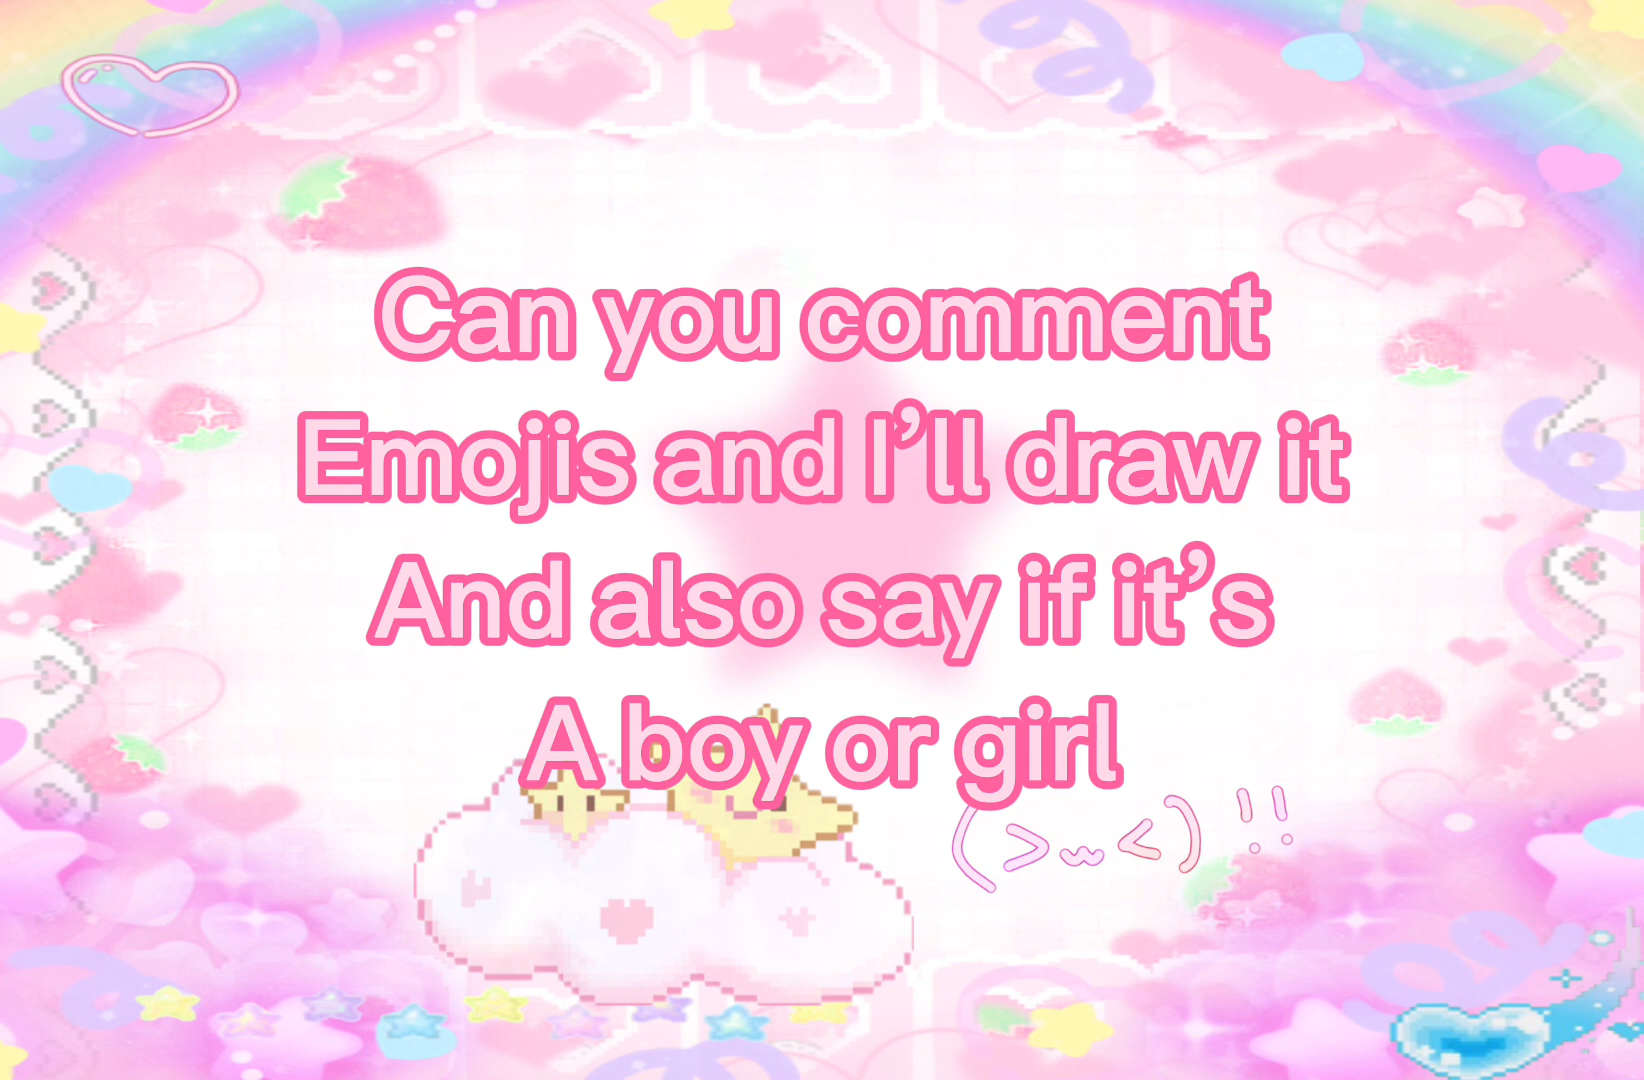 Can you comment
Emojis and I’ll draw it
And also say if it’s
A boy or girl
(>w<)!!